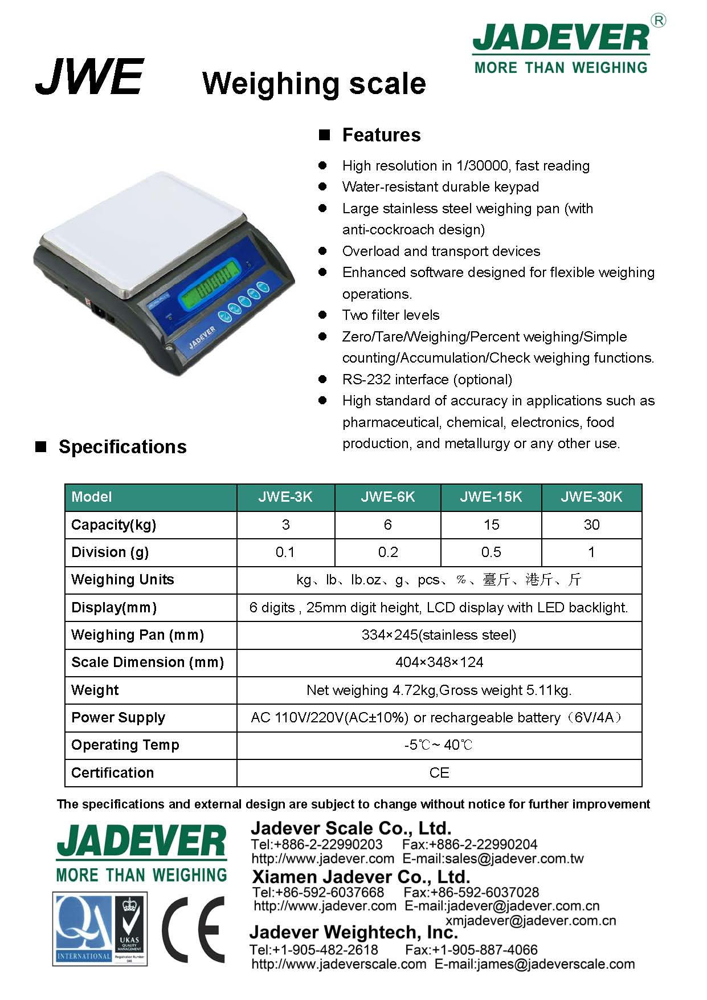 JADEVER®
MORE THAN WEIGHING
JWE Weighing scale
■ Features
● High resolution in 1/30000, fast reading
● Water-resistant durable keypad
● Large stainless steel weighing pan (with
anti-cockroach design)
● Overload and transport devices
● Enhanced software designed for flexible weighing
operations.
● Two filter levels
● Zero/Tare/Weighing/Percent weighing/Simple
counting/Accumulation/Check weighing functions.
● RS-232 interface (optional)
● High standard of accuracy in applications such as
pharmaceutical, chemical, electronics, food
production, and metallurgy or any other use.
JADEVER
■ Specifications
Model JWE-3K JWE-6K JWE-15K JWE-30K
Capacity(kg) 3 6 15 30
Division (g) 0.1 0.2 0.5 1
Weighing Units kg、lb、lb.oz、g、pcs、﹪、臺斤、港斤、斤
Display(mm) 6 digits , 25mm digit height, LCD display with LED backlight.
Weighing Pan (mm) 334×245(stainless steel)
Scale Dimension (mm) 404×348×124
Weight Net weighing 4.72kg,Gross weight 5.11kg.
Power Supply AC 110V/220V(AC±10%) or rechargeable battery（6V/4A）
Operating Temp -5℃~ 40℃
Certification CE
The specifications and external design are subject to change without notice for further improvement
JADEVER
MORE THAN WEIGHING
QA
INTERNATIONAL
UKAS
QUALITY
MANAGEMENT
Registration Number
046
CE
Jadever Scale Co., Ltd.
Tel:+886-2-22990203 Fax:+886-2-22990204
http://www.jadever.com E-mail:sales@jadever.com.tw
Xiamen Jadever Co., Ltd.
Tel:+86-592-6037668 Fax:+86-592-6037028
http://www.jadever.com E-mail:jadever@jadever.com.cn
xmjadever@jadever.com.cn
Jadever Weightech, Inc.
Tel:+1-905-482-2618 Fax:+1-905-887-4066
http://www.jadeverscale.com E-mail:james@jadeverscale.com